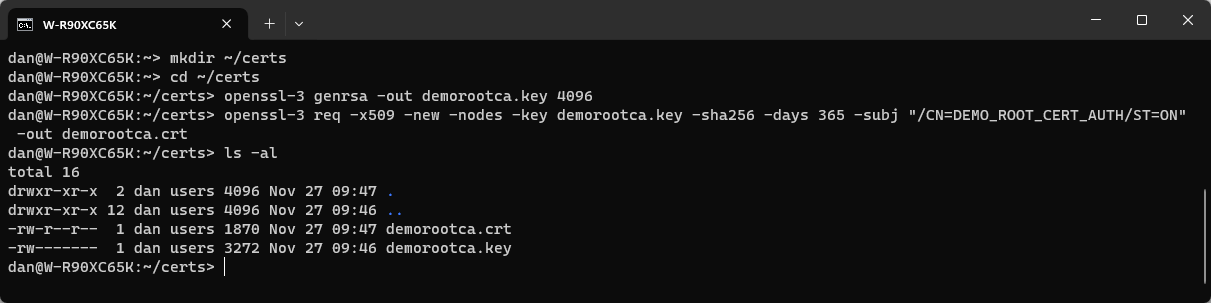 W-R90XC65K
dan@W-R90XC65K:~> mkdir ~/certs
dan@W-R90XC65K:~> cd ~/certs
dan@W-R90XC65K:~/certs> openssl-3 genrsa -out demorootca.key 4096
dan@W-R90XC65K:~/certs> openssl-3 req -x509 -new -nodes -key demorootca.key -sha256 -days 365 -subj "/CN=DEMO_ROOT_CERT_AUTH/ST=ON"
 -out demorootca.crt
dan@W-R90XC65K:~/certs> ls -al
total 16
drwxr-xr-x  2 dan users 4096 Nov 27 09:47 .
drwxr-xr-x 12 dan users 4096 Nov 27 09:46 ..
-rw-r--r--  1 dan users 1870 Nov 27 09:47 demorootca.crt
-rw-------  1 dan users 3272 Nov 27 09:46 demorootca.key
dan@W-R90XC65K:~/certs>